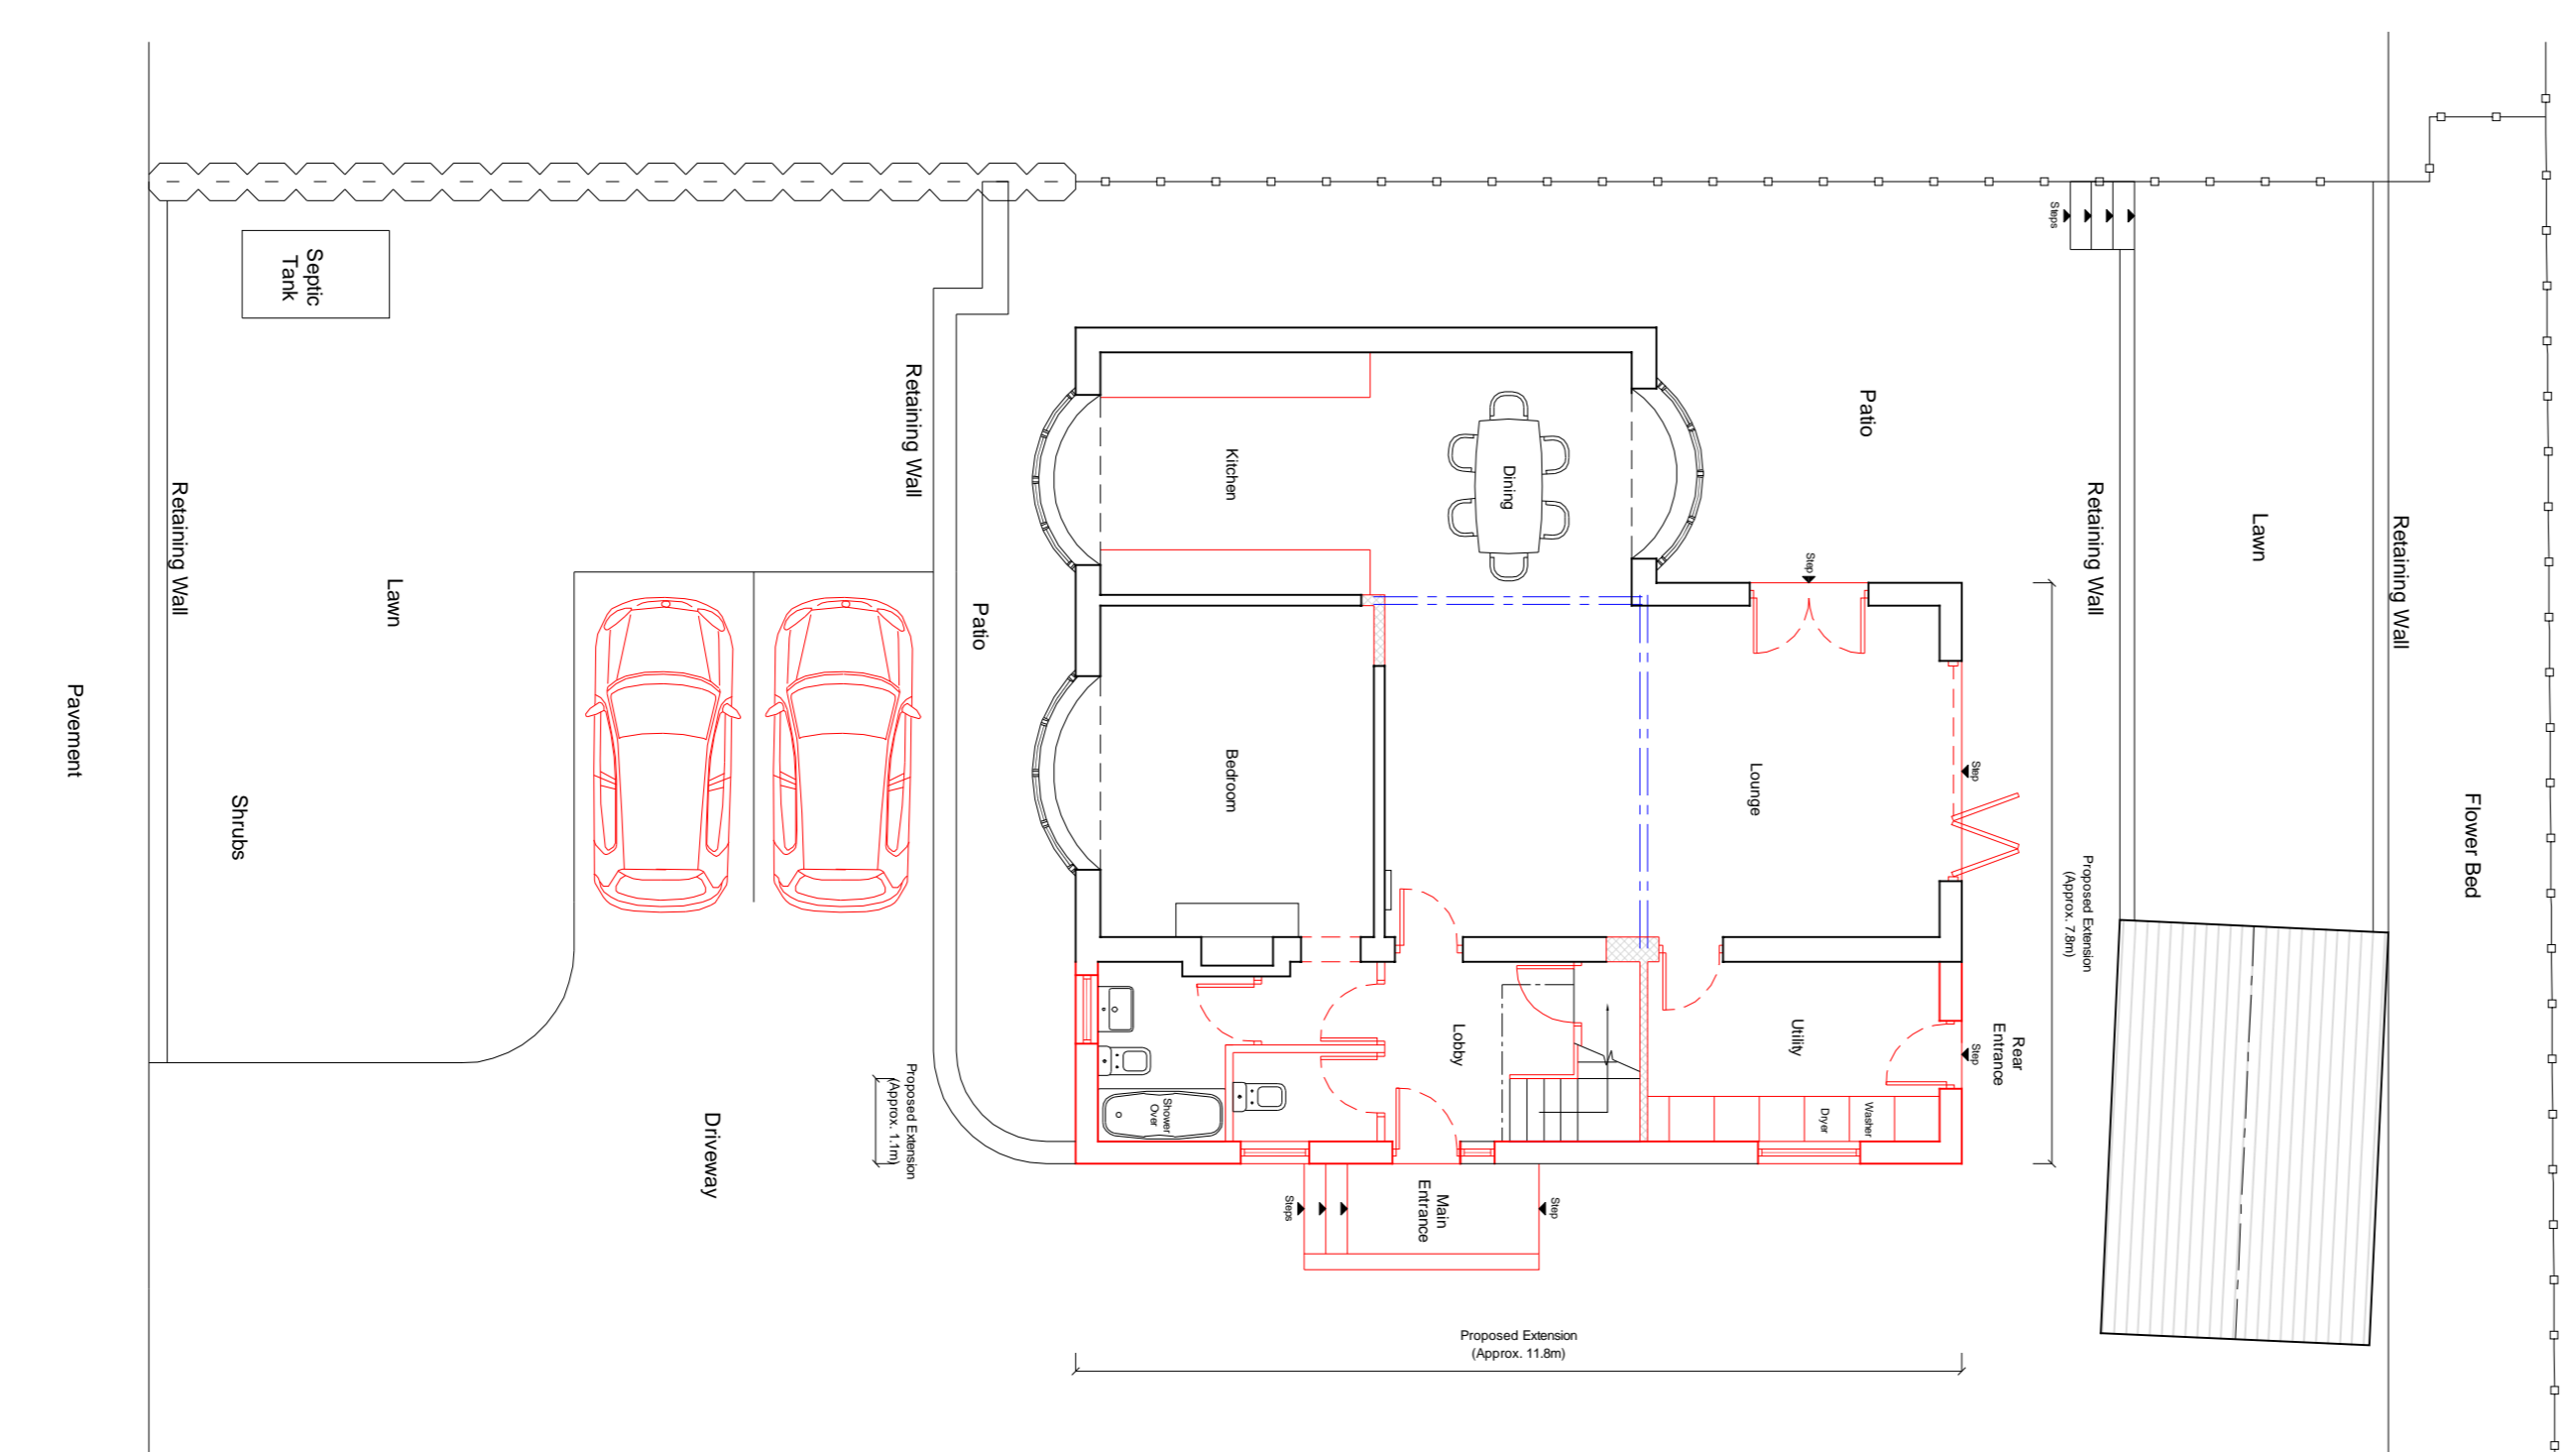 Septic
Tank
Retaining Wall
Lawn
Shrubs
Pavement
Retaining Wall
Patio
Driveway
Proposed Extension
(Approx. 1.1m)
Kitchen
Dining
Bedroom
Lounge
Lobby
Utility
Shower
Over
Dryer
Washer
Step
Step
Step
Rear
Entrance
Main
Entrance
Steps
Step
Proposed Extension
(Approx. 11.8m)
Proposed Extension
(Approx. 7.8m)
Patio
Steps
Retaining Wall
Lawn
Retaining Wall
Flower Bed